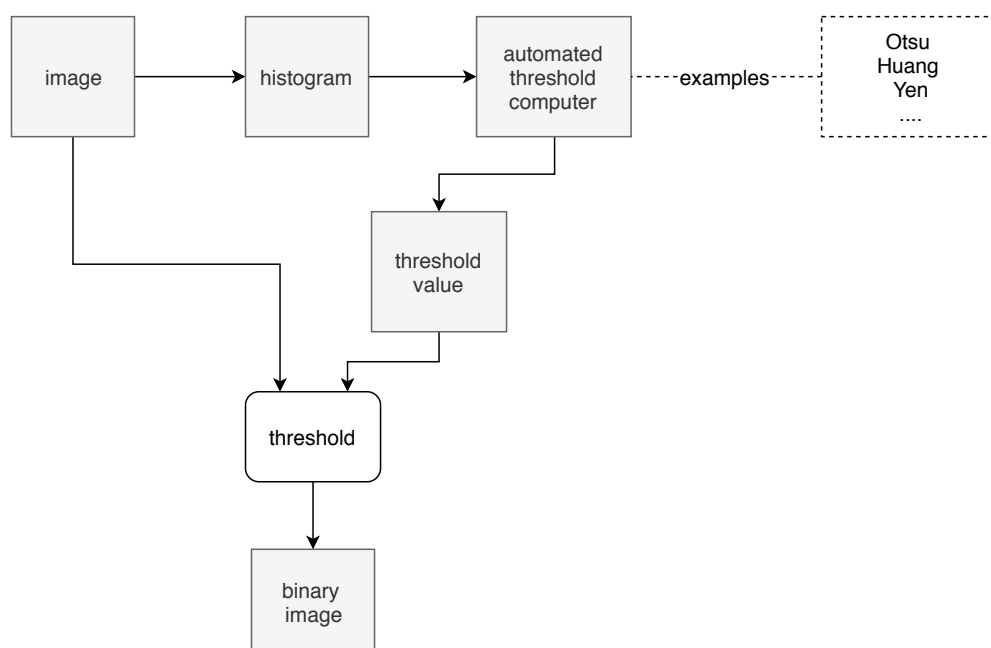 image
histogram
automated
threshold
computer
examples
Otsu
Huang
Yen
....
threshold
value
threshold
binary
image